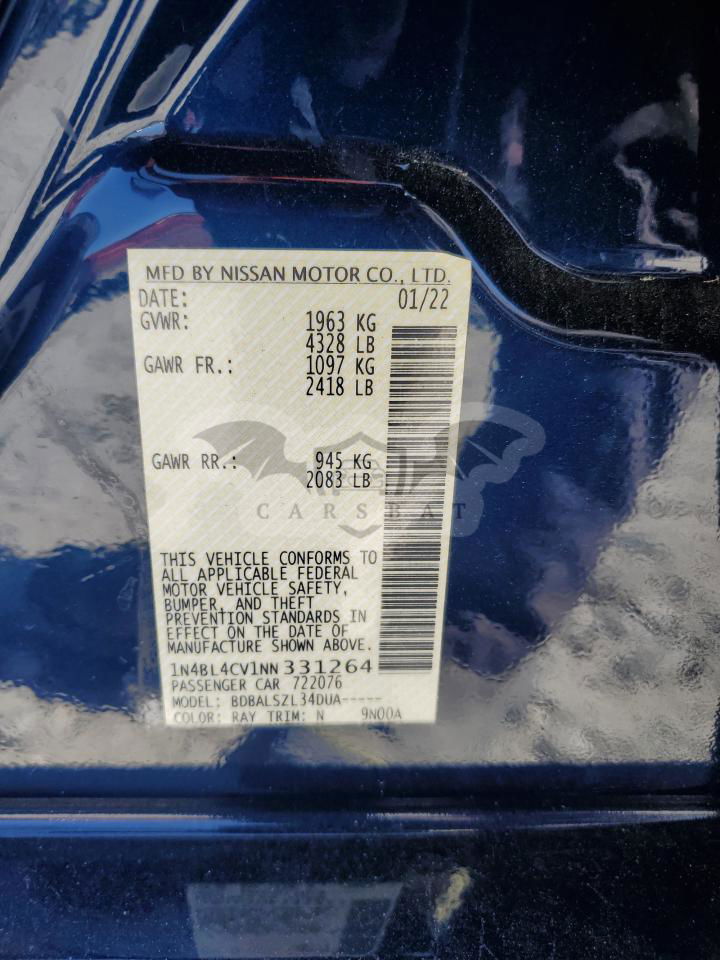 MFD BY NISSAN MOTOR CO., LTD.
DATE: 01/22
GVWR: 1963 KG
4328 LB
GAWR FR.: 1097 KG
2418 LB
GAWR RR.: 945 KG
2083 LB
CARSBAT
THIS VEHICLE CONFORMS TO
ALL APPLICABLE FEDERAL
MOTOR VEHICLE SAFETY,
BUMPER, AND THEFT
PREVENTION STANDARDS IN
EFFECT ON THE DATE OF
MANUFACTURE SHOWN ABOVE.
1N4BL4CV1NN331264
PASSENGER CAR 722076
MODEL: BDBALSZL34DUA-----
COLOR: RAY TRIM: N 9N00A